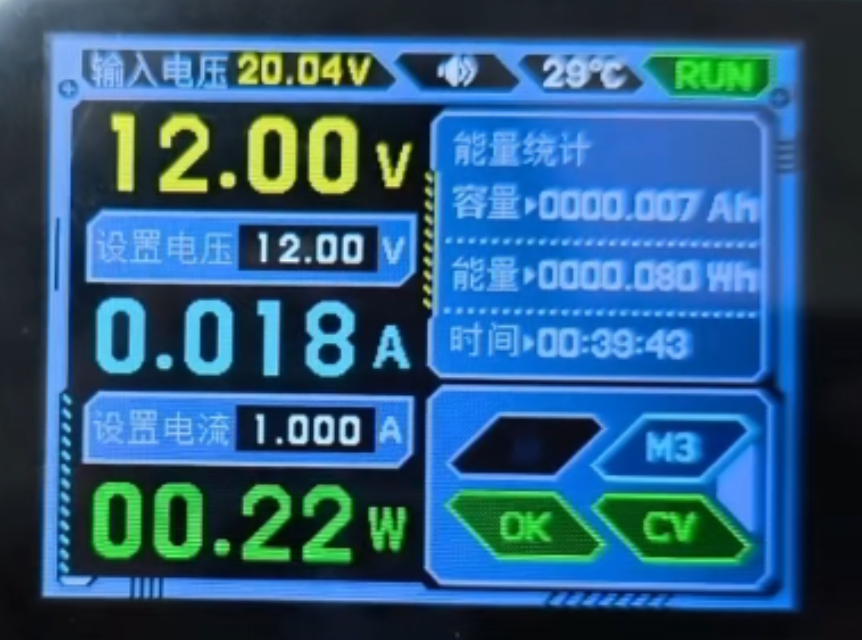 输入电压 20.04V 29℃ RUN
12.00 V
设置电压 12.00 V
0.018 A
设置电流 1.000 A
00.22 W
能量统计
容量 0000.007 Ah
能量 0000.080 Wh
时间 00:39:43
M3
OK CV